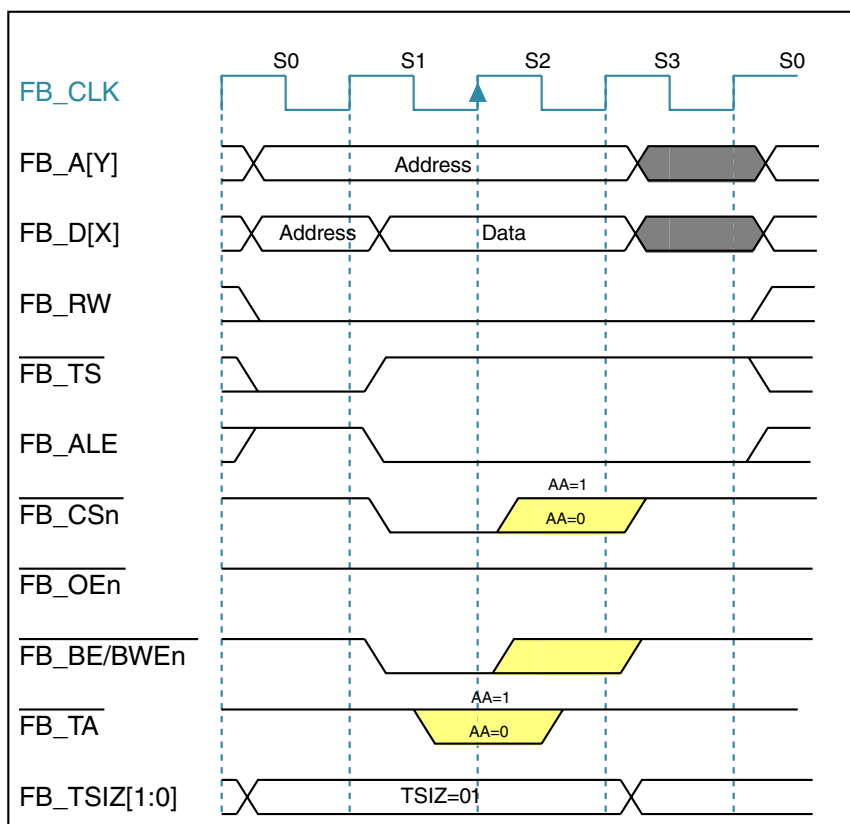 S0 S1 S2 S3 S0
FB_CLK
FB_A[Y] Address
FB_D[X] Address Data
FB_RW
FB_TS
FB_ALE
AA=1
FB_CSn AA=0
FB_OEn
FB_BE/BWEn
AA=1
FB_TA AA=0
FB_TSIZ[1:0] TSIZ=01